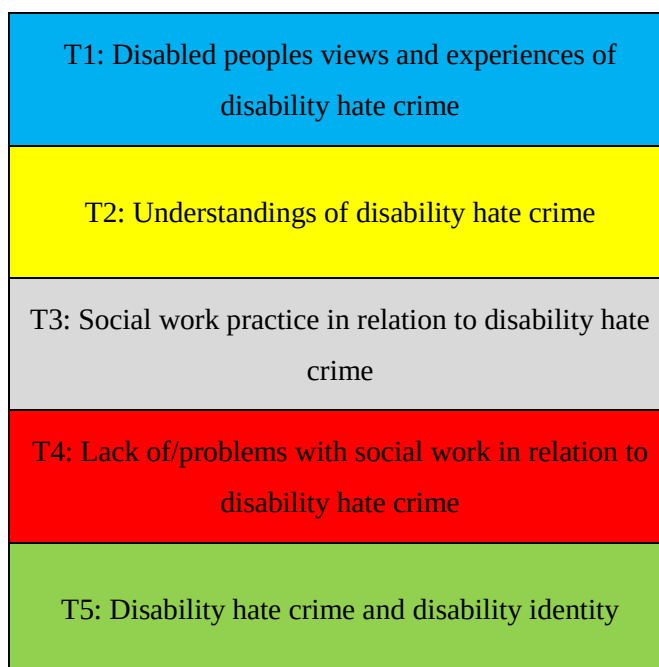 T1: Disabled peoples views and experiences of
disability hate crime
T2: Understandings of disability hate crime
T3: Social work practice in relation to disability hate
crime
T4: Lack of/problems with social work in relation to
disability hate crime
T5: Disability hate crime and disability identity